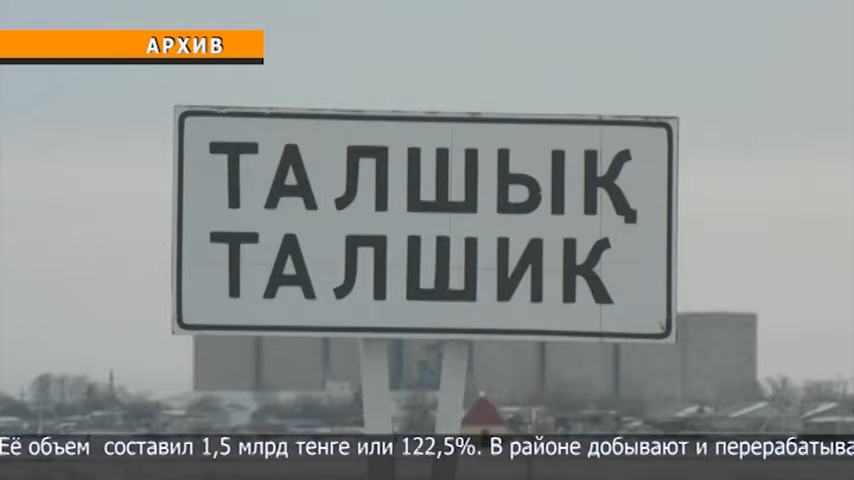 АРХИВ
ТАЛШЫҚ
ТАЛШИК
Её объем составил 1,5 млрд тенге или 122,5%. В районе добывают и перерабатыва